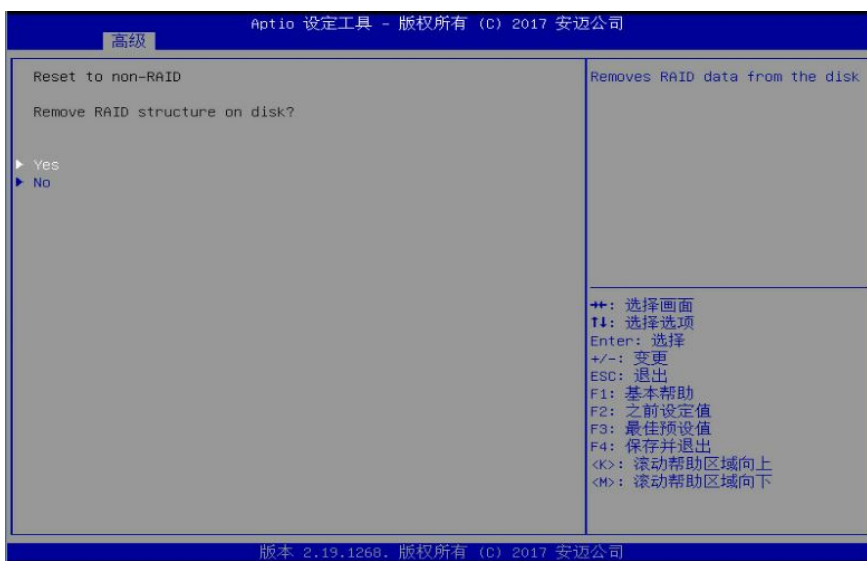 Aptio 设定工具 - 版权所有 (C) 2017 安迈公司
高级
Reset to non-RAID
Remove RAID structure on disk?
▶ Yes
▶ No
Removes RAID data from the disk
→←: 选择画面
↑↓: 选择选项
Enter: 选择
+/-: 变更
ESC: 退出
F1: 基本帮助
F2: 之前设定值
F3: 最佳预设值
F4: 保存并退出
<K>: 滚动帮助区域向上
<M>: 滚动帮助区域向下
版本 2.19.1268. 版权所有 (C) 2017 安迈公司